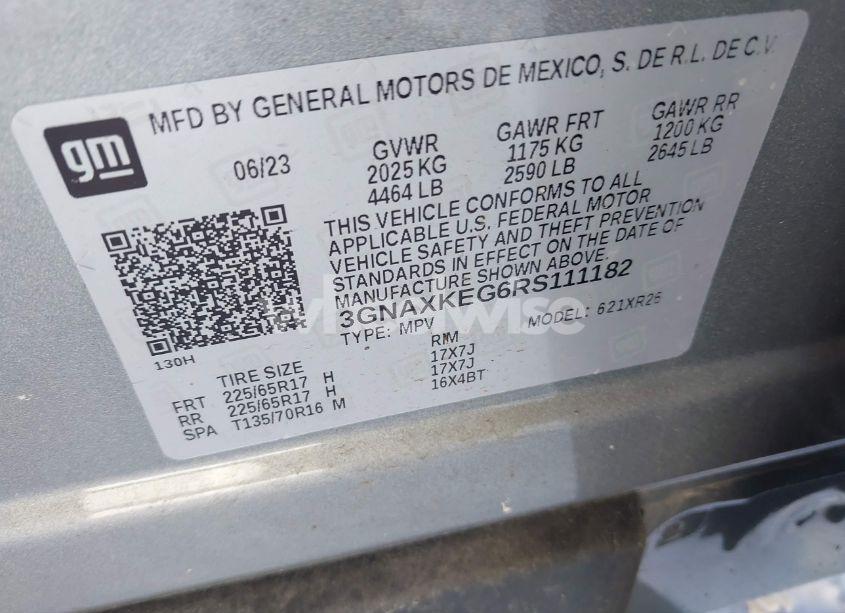 MFD BY GENERAL MOTORS DE MEXICO, S. DE R.L. DE C.V.
gm
06/23
GVWR
2025 KG
4464 LB
GAWR FRT
1175 KG
2590 LB
GAWR RR
1200 KG
2645 LB
THIS VEHICLE CONFORMS TO ALL
APPLICABLE U.S. FEDERAL MOTOR
VEHICLE SAFETY AND THEFT PREVENTION
STANDARDS IN EFFECT ON THE DATE OF
MANUFACTURE SHOWN ABOVE.
3GNAXKEG6RS111182
TYPE: MPV MODEL: 621XR26
130H
TIRE SIZE RIM
FRT 225/65R17 H 17X7J
RR 225/65R17 H 17X7J
SPA T135/70R16 M 16X4BT